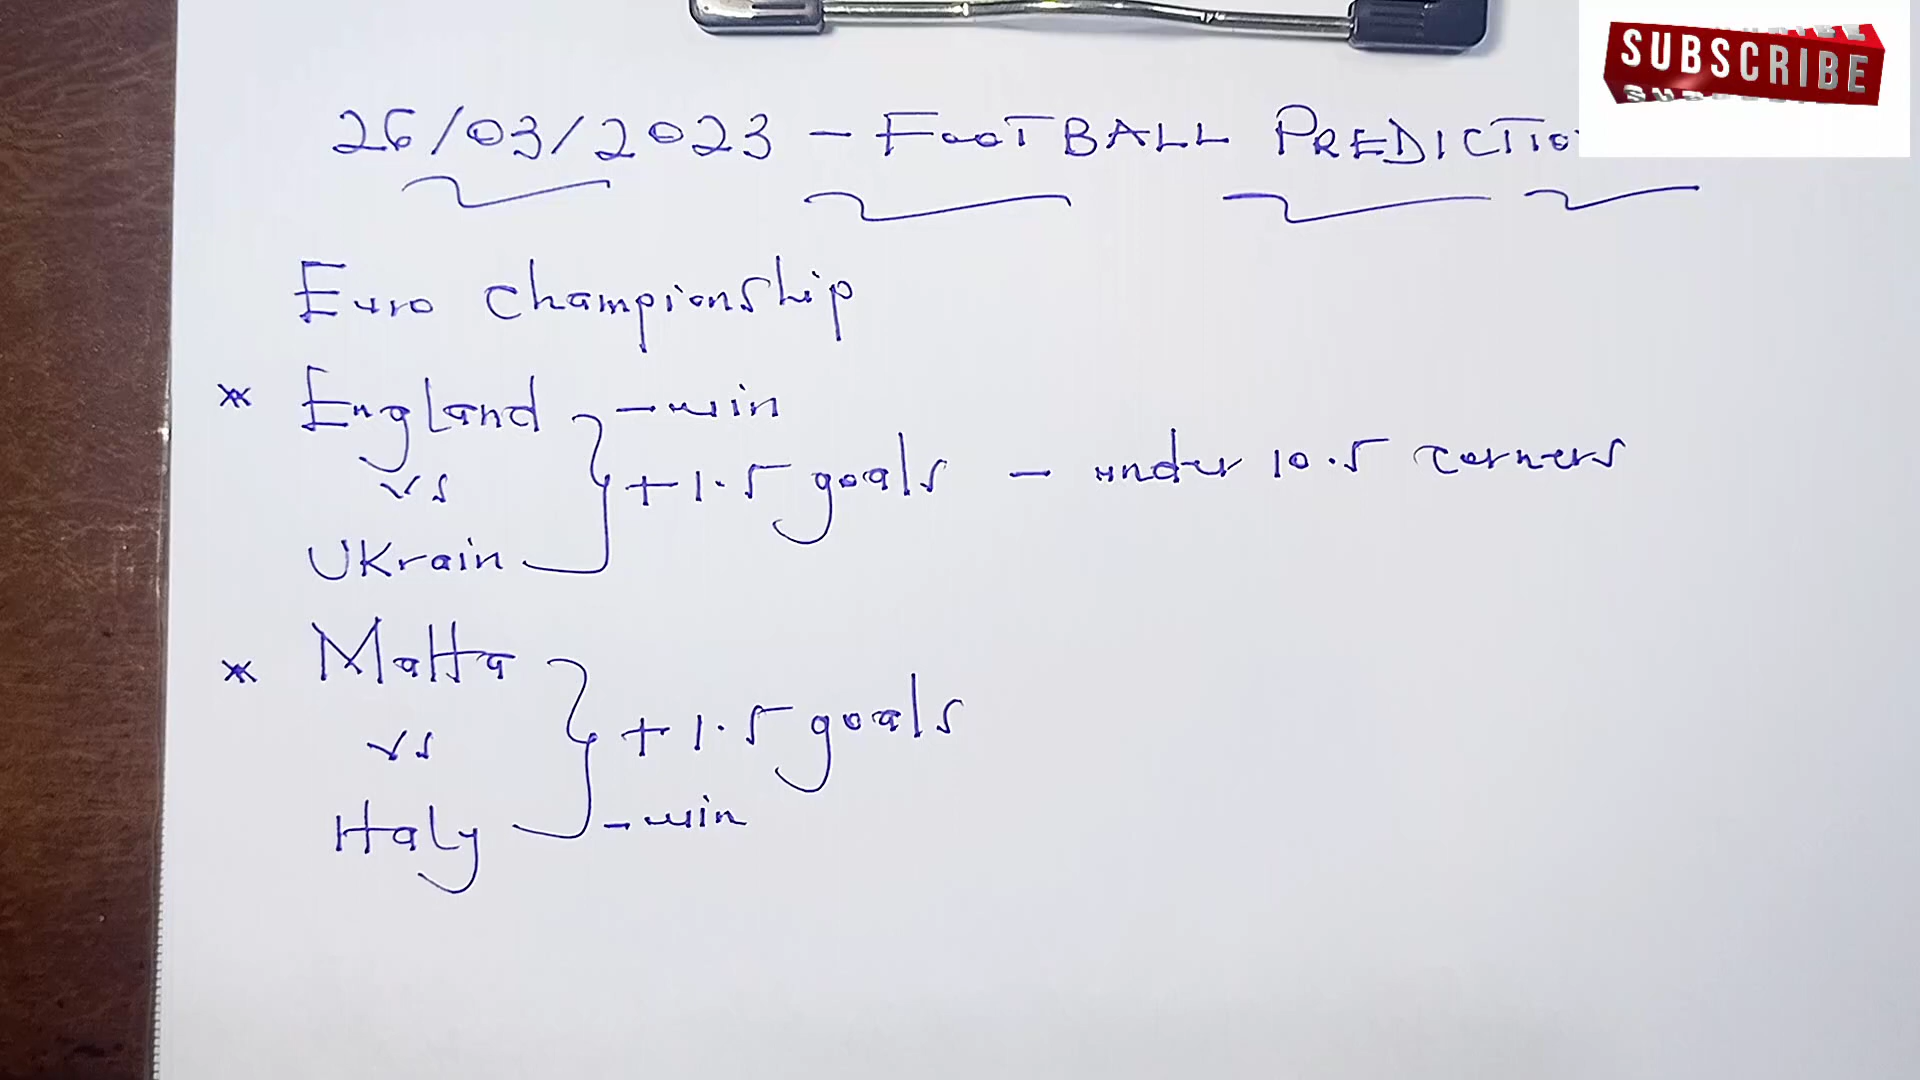 SUBSCRIBE
26/03/2023 - FOOTBALL PREDICTIO
Euro championship
* England - win
vs + 1.5 goals - under 10.5 corners
UKrain
* Malta
vs + 1.5 goals
Italy - win